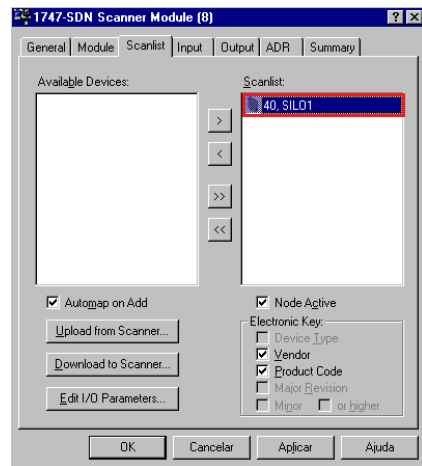 1747-SDN Scanner Module (8)
General Module Scanlist Input Output ADR Summary
Available Devices:
Scanlist:
40, SILO1
>
<
>>
<<
Automap on Add
Node Active
Upload from Scanner...
Download to Scanner...
Edit I/O Parameters...
Electronic Key:
Device Type
Vendor
Product Code
Major Revision
Minor or higher
OK Cancelar Aplicar Ajuda